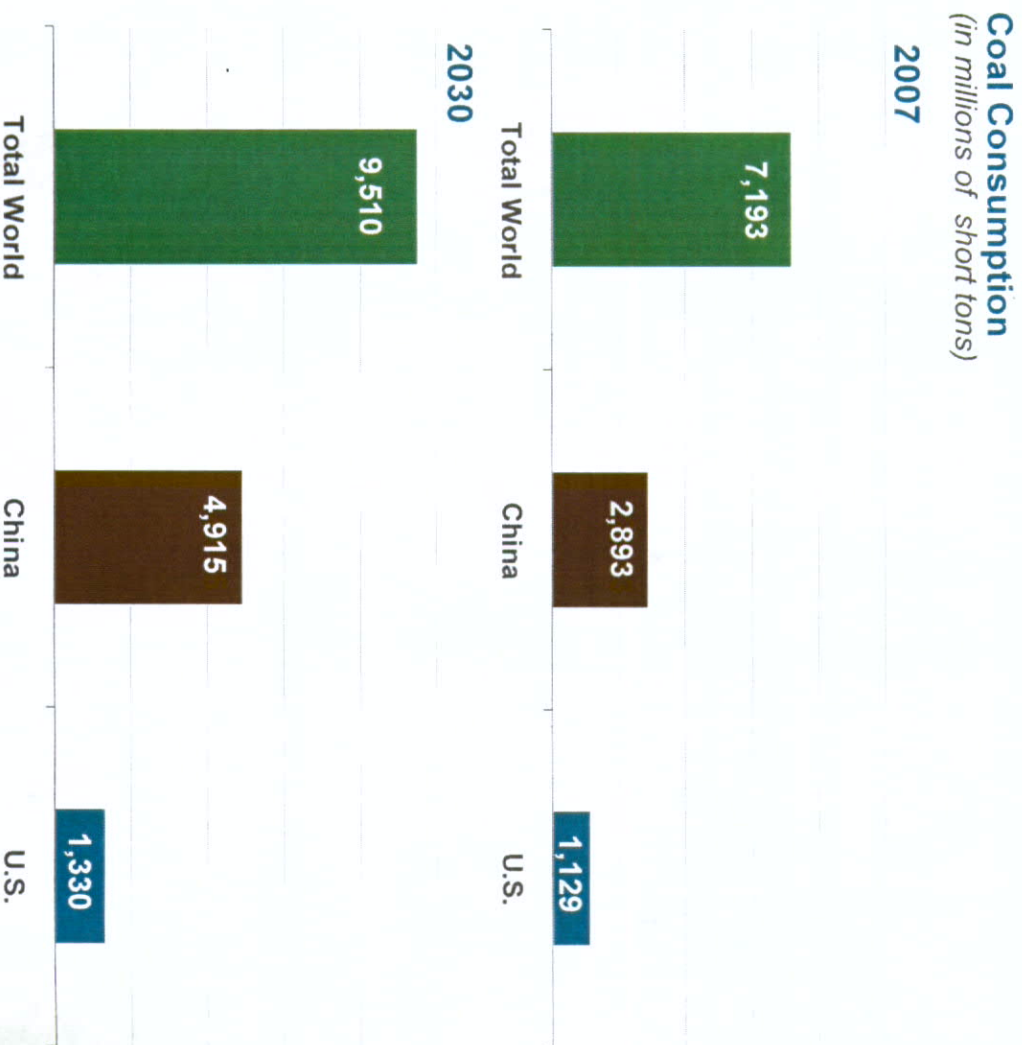 Coal Consumption
(in millions of short tons)
2007
7,193
2,893
1,129
Total World
China
U.S.
2030
9,510
4,915
1,330
Total World
China
U.S.